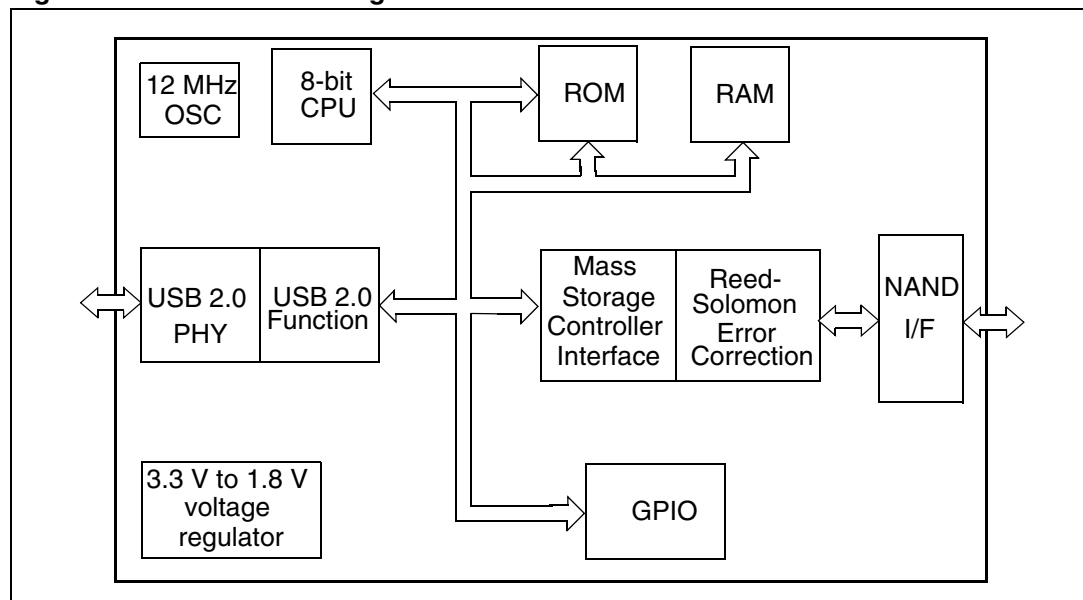 12 MHz
OSC
8-bit
CPU
ROM
RAM
USB 2.0
PHY
USB 2.0
Function
Mass
Storage
Controller
Interface
Reed-
Solomon
Error
Correction
NAND
I/F
3.3 V to 1.8 V
voltage
regulator
GPIO